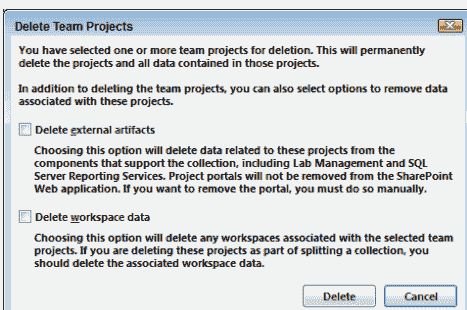 Delete Team Projects
You have selected one or more team projects for deletion. This will permanently
delete the projects and all data contained in those projects.
In addition to deleting the team projects, you can also select options to remove data
associated with these projects.
Delete external artifacts
Choosing this option will delete data related to these projects from the
components that support the collection, including Lab Management and SQL
Server Reporting Services. Project portals will not be removed from the SharePoint
Web application. If you want to remove the portal, you must do so manually.
Delete workspace data
Choosing this option will delete any workspaces associated with the selected team
projects. If you are deleting these projects as part of splitting a collection, you
should delete the associated workspace data.
Delete Cancel